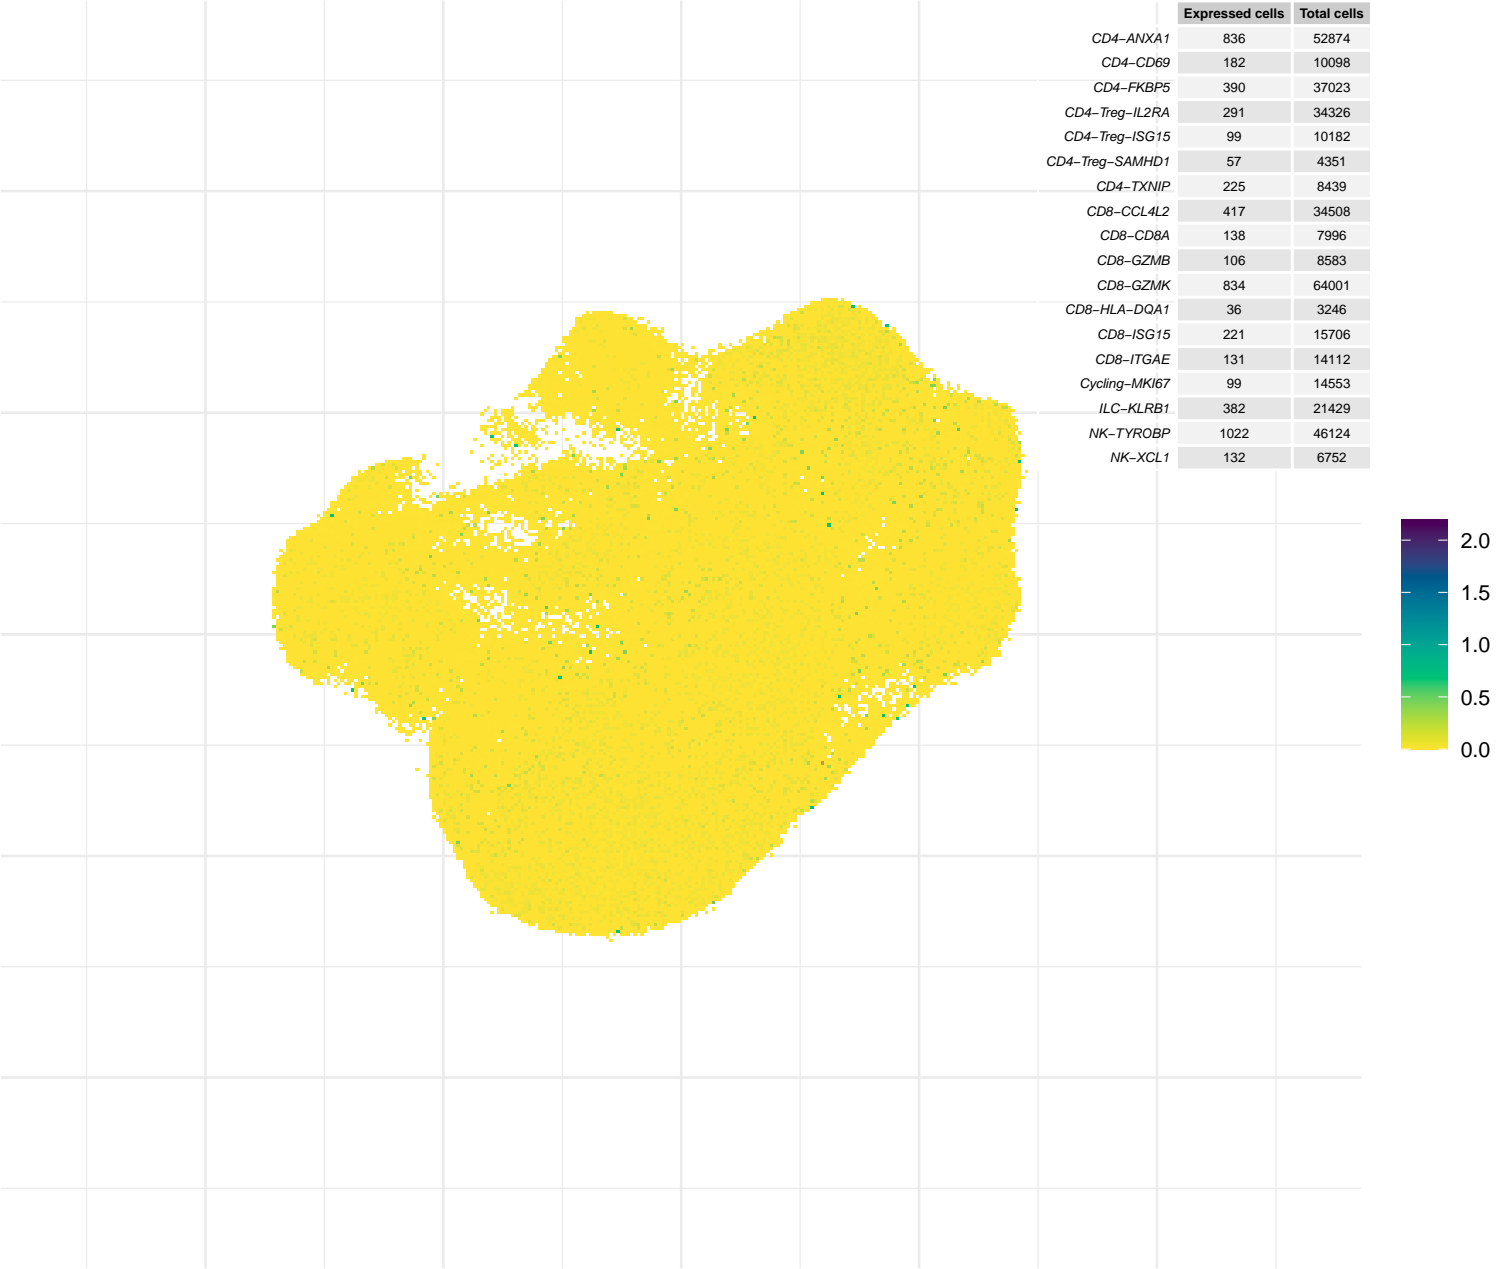 Expressed cells Total cells
CD4−ANXA1 836 52874
CD4−CD69 182 10098
CD4−FKBP5 390 37023
CD4−Treg−IL2RA 291 34326
CD4−Treg−ISG15 99 10182
CD4−Treg−SAMHD1 57 4351
CD4−TXNIP 225 8439
CD8−CCL4L2 417 34508
CD8−CD8A 138 7996
CD8−GZMB 106 8583
CD8−GZMK 834 64001
CD8−HLA−DQA1 36 3246
CD8−ISG15 221 15706
CD8−ITGAE 131 14112
Cycling−MKI67 99 14553
ILC−KLRB1 382 21429
NK−TYROBP 1022 46124
NK−XCL1 132 6752
2.0
1.5
1.0
0.5
0.0